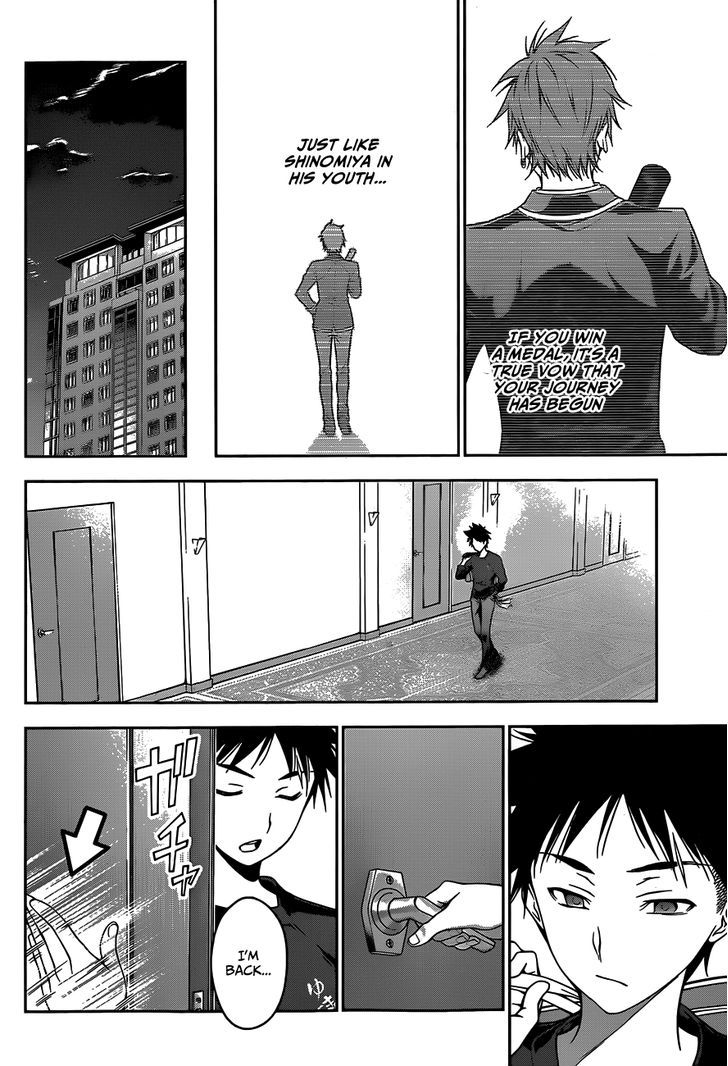 IF YOU WIN
A MEDAL, IT'S A
TRUE VOW THAT
YOUR JOURNEY
HAS BEGUN
JUST LIKE
SHINOMIYA IN
HIS YOUTH...
ガチャ
I'M
BACK...
ゆ